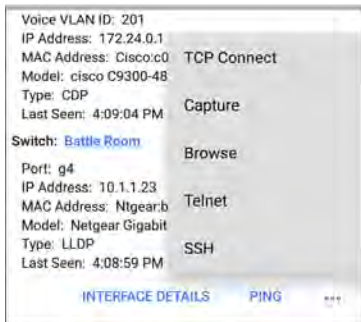 Voice VLAN ID: 201
IP Address: 172.24.0.1
MAC Address: Cisco:c0
Model: cisco C9300-48
Type: CDP
Last Seen: 4:09:04 PM
Switch: Battle Room
Port: g4
IP Address: 10.1.1.23
MAC Address: Ntgear:b
Model: Netgear Gigabit
Type: LLDP
Last Seen: 4:08:59 PM
TCP Connect
Capture
Browse
Telnet
SSH
INTERFACE DETAILS PING ...